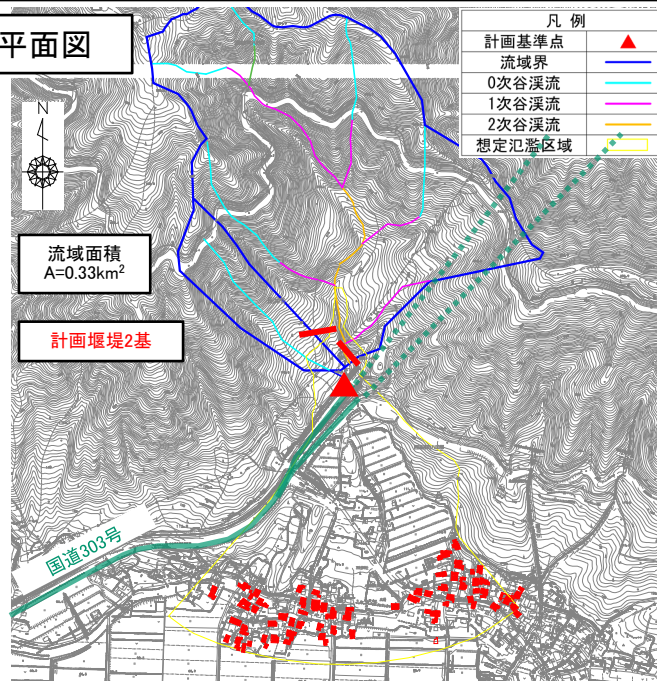 平面図
凡 例
計画基準点
流域界
0次谷渓流
1次谷渓流
2次谷渓流
想定氾濫区域
N
流域面積
A=0.33km²
計画堰堤2基
国道303号